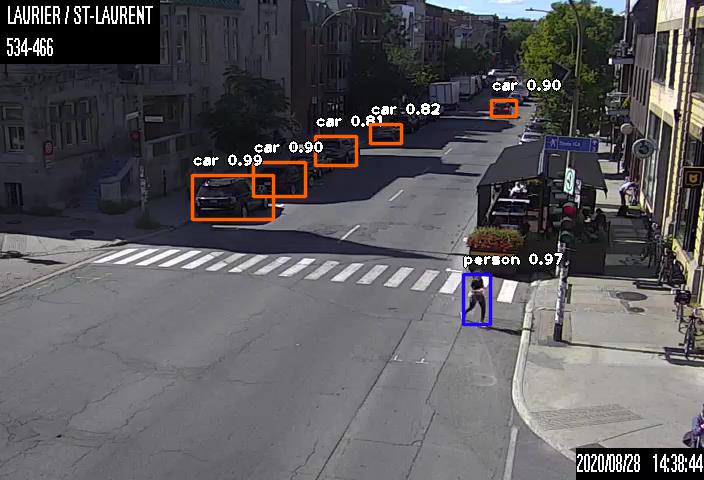 LAURIER / ST-LAURENT
534-466
car 0.90
car 0.82
car 0.81
car 0.90
car 0.99
person 0.97
2020/08/28 14:38:44